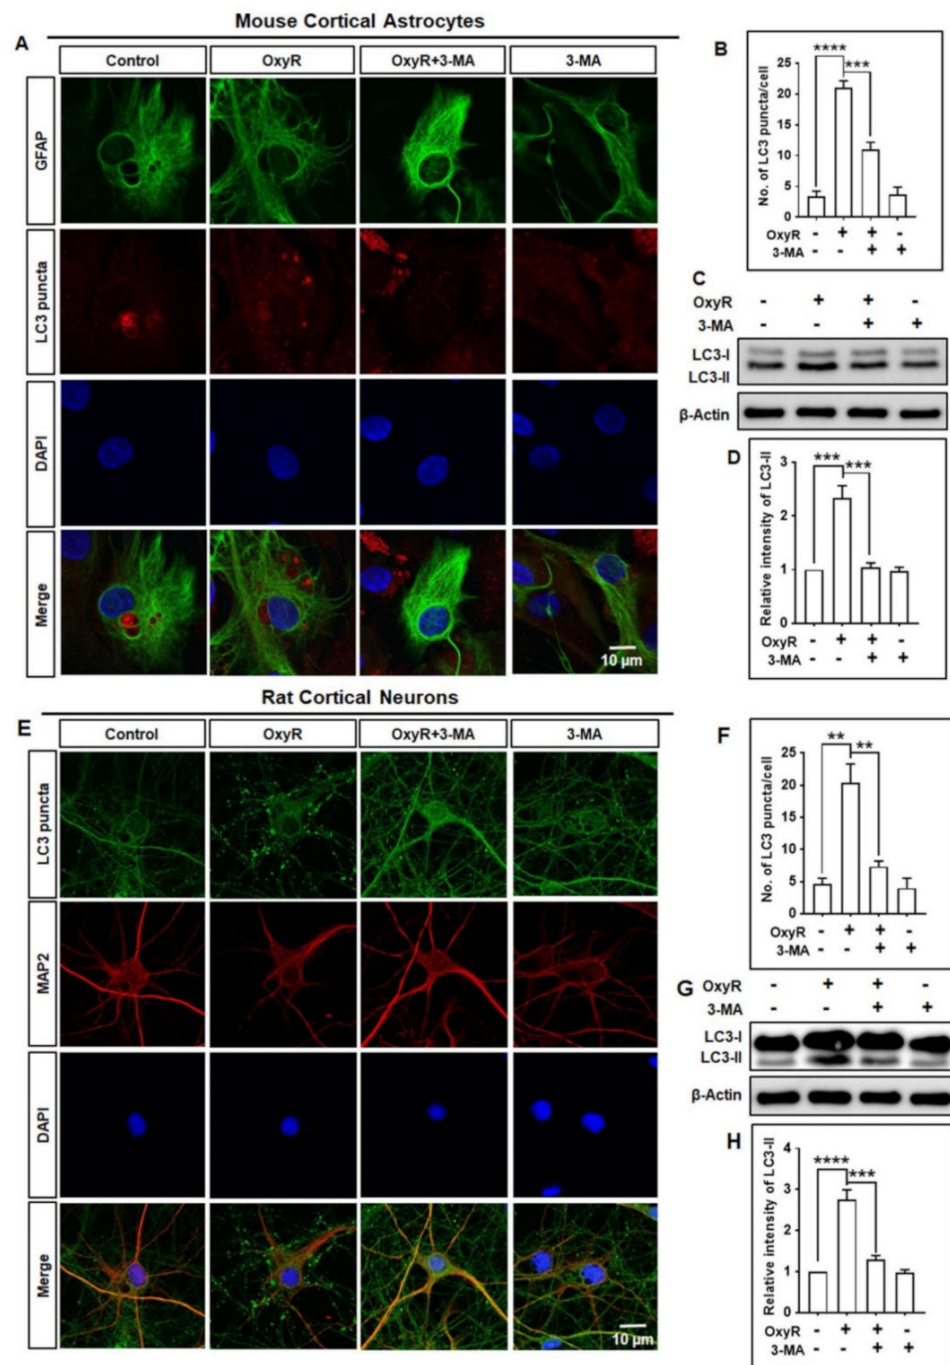 Mouse Cortical Astrocytes
A
Control OxyR OxyR+3-MA 3-MA
GFAP
LC3 puncta
DAPI
Merge
10 µm
B
No. of LC3 puncta/cell
25
20
15
10
5
0
**** ***
OxyR - + + -
3-MA - - + +
C
OxyR - + + -
3-MA - - + +
LC3-I
LC3-II
β-Actin
D
Relative intensity of LC3-II
3
2
1
0
*** ***
OxyR - + + -
3-MA - - + +
Rat Cortical Neurons
E
Control OxyR OxyR+3-MA 3-MA
LC3 puncta
MAP2
DAPI
Merge
10 µm
F
No. of LC3 puncta/cell
25
20
15
10
5
0
** **
OxyR - + + -
3-MA - - + +
G
OxyR - + + -
3-MA - - + +
LC3-I
LC3-II
β-Actin
H
Relative intensity of LC3-II
4
3
2
1
0
**** ***
OxyR - + + -
3-MA - - + +